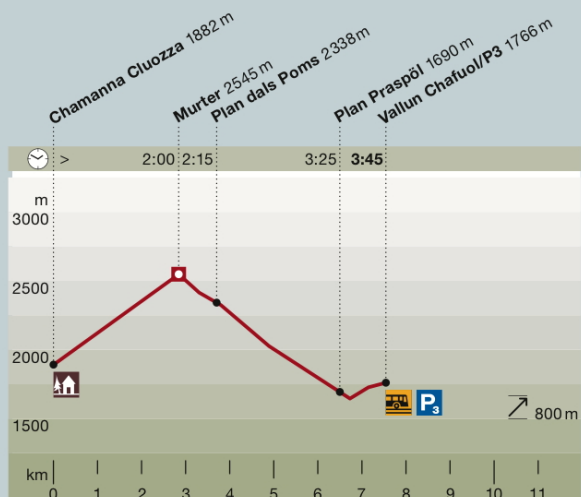 Chamanna Cluozza 1882 m
Murter 2545 m
Plan dals Poms 2338 m
Plan Praspöl 1690 m
Vallun Chafuol/P3 1766 m
> 2:00 2:15 3:25 3:45
m
3000
2500
2000
1500
P3
800 m
km
0 1 2 3 4 5 6 7 8 9 10 11